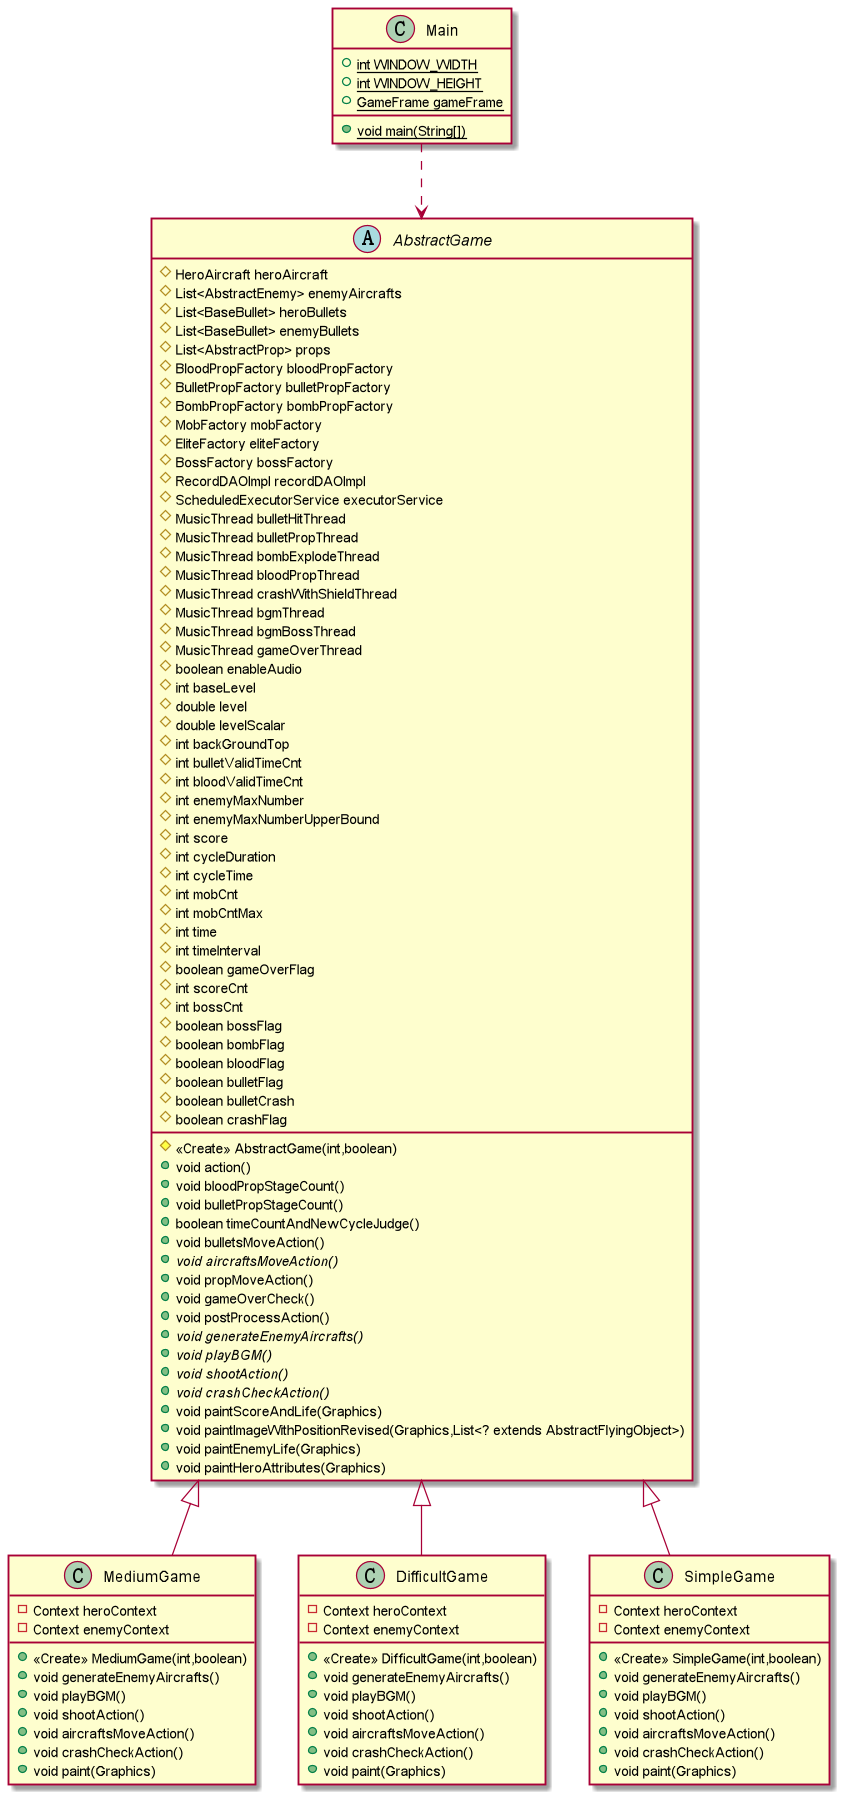 C Main
int WINDOW_WIDTH
int WINDOW_HEIGHT
GameFrame gameFrame
void main(String[])
A AbstractGame
HeroAircraft heroAircraft
List<AbstractEnemy> enemyAircrafts
List<BaseBullet> heroBullets
List<BaseBullet> enemyBullets
List<AbstractProp> props
BloodPropFactory bloodPropFactory
BulletPropFactory bulletPropFactory
BombPropFactory bombPropFactory
MobFactory mobFactory
EliteFactory eliteFactory
BossFactory bossFactory
RecordDAOImpl recordDAOImpl
ScheduledExecutorService executorService
MusicThread bulletHitThread
MusicThread bulletPropThread
MusicThread bombExplodeThread
MusicThread bloodPropThread
MusicThread crashWithShieldThread
MusicThread bgmThread
MusicThread bgmBossThread
MusicThread gameOverThread
boolean enableAudio
int baseLevel
double level
double levelScalar
int backGroundTop
int bulletValidTimeCnt
int bloodValidTimeCnt
int enemyMaxNumber
int enemyMaxNumberUpperBound
int score
int cycleDuration
int cycleTime
int mobCnt
int mobCntMax
int time
int timeInterval
boolean gameOverFlag
int scoreCnt
int bossCnt
boolean bossFlag
boolean bombFlag
boolean bloodFlag
boolean bulletFlag
boolean bulletCrash
boolean crashFlag
«Create» AbstractGame(int,boolean)
void action()
void bloodPropStageCount()
void bulletPropStageCount()
boolean timeCountAndNewCycleJudge()
void bulletsMoveAction()
void aircraftsMoveAction()
void propMoveAction()
void gameOverCheck()
void postProcessAction()
void generateEnemyAircrafts()
void playBGM()
void shootAction()
void crashCheckAction()
void paintScoreAndLife(Graphics)
void paintImageWithPositionRevised(Graphics,List<? extends AbstractFlyingObject>)
void paintEnemyLife(Graphics)
void paintHeroAttributes(Graphics)
C MediumGame
Context heroContext
Context enemyContext
«Create» MediumGame(int,boolean)
void generateEnemyAircrafts()
void playBGM()
void shootAction()
void aircraftsMoveAction()
void crashCheckAction()
void paint(Graphics)
C DifficultGame
Context heroContext
Context enemyContext
«Create» DifficultGame(int,boolean)
void generateEnemyAircrafts()
void playBGM()
void shootAction()
void aircraftsMoveAction()
void crashCheckAction()
void paint(Graphics)
C SimpleGame
Context heroContext
Context enemyContext
«Create» SimpleGame(int,boolean)
void generateEnemyAircrafts()
void playBGM()
void shootAction()
void aircraftsMoveAction()
void crashCheckAction()
void paint(Graphics)